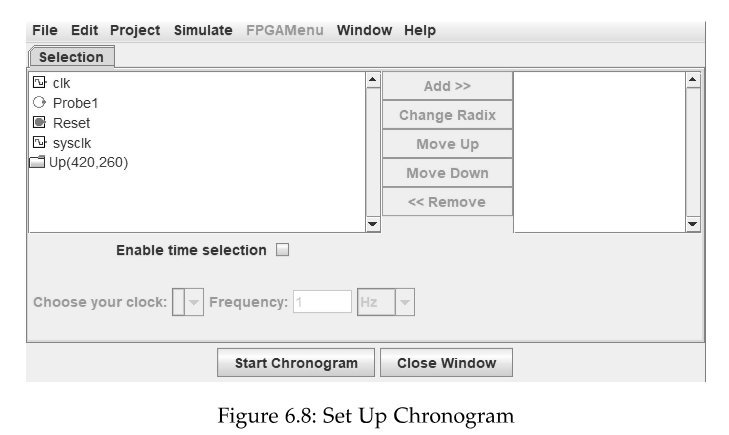 File Edit Project Simulate FPGAMenu Window Help
Selection
clk
Probe1
Reset
sysclk
Up(420,260)
Add >>
Change Radix
Move Up
Move Down
<< Remove
Enable time selection
Choose your clock: Frequency: 1 Hz
Start Chronogram Close Window
Figure 6.8: Set Up Chronogram